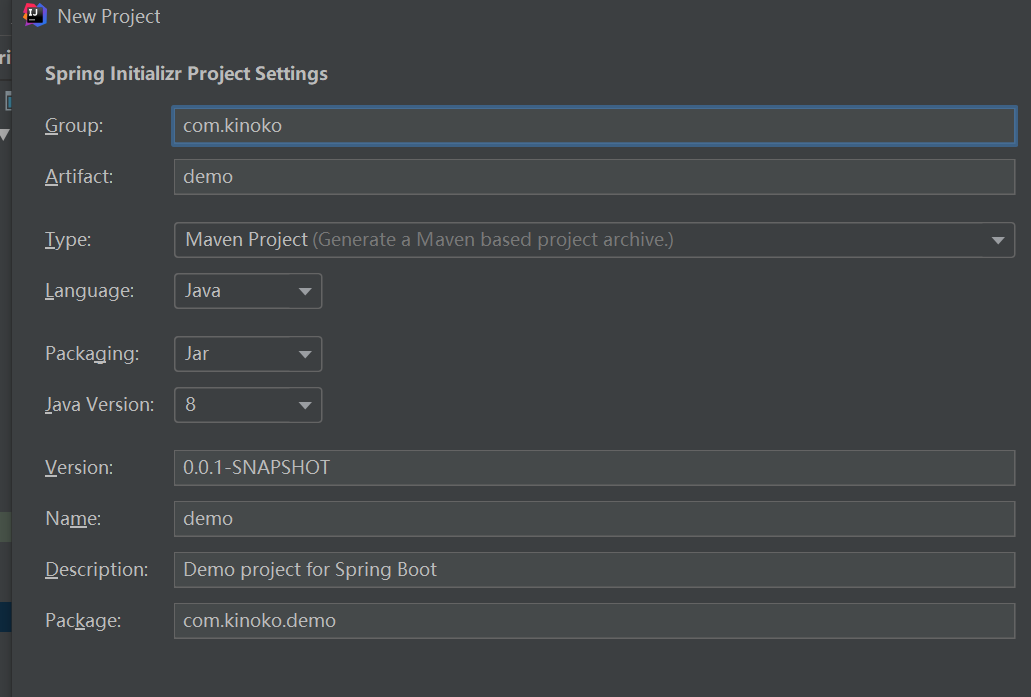 New Project
ri
Spring Initializr Project Settings
Group: com.kinoko
Artifact: demo
Type: Maven Project (Generate a Maven based project archive.)
Language: Java
Packaging: Jar
Java Version: 8
Version: 0.0.1-SNAPSHOT
Name: demo
Description: Demo project for Spring Boot
Package: com.kinoko.demo